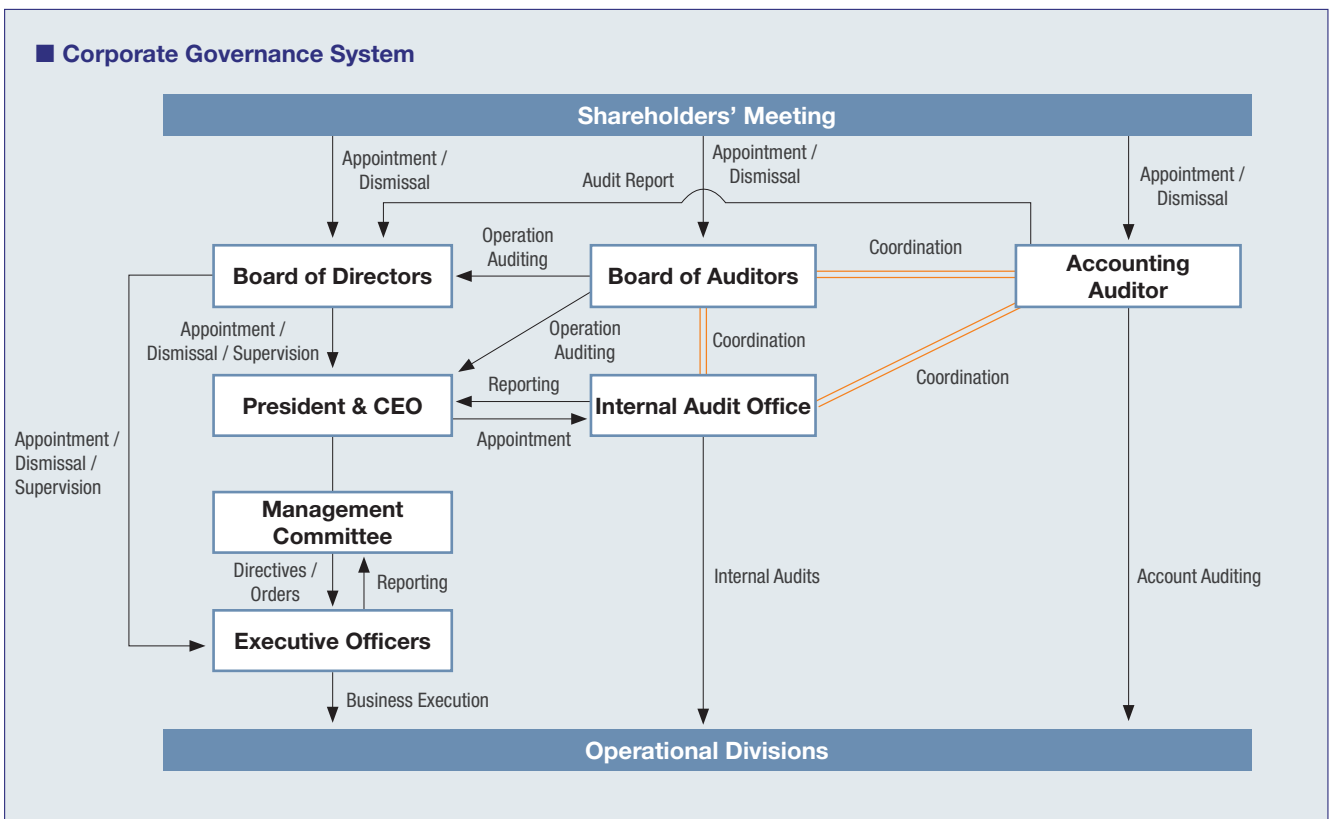 ■ Corporate Governance System
Shareholders’ Meeting
Appointment /
Dismissal
Audit Report
Appointment /
Dismissal
Appointment /
Dismissal
Board of Directors
Operation
Auditing
Board of Auditors
Coordination
Accounting
Auditor
Appointment /
Dismissal / Supervision
Operation
Auditing
Coordination
Coordination
President & CEO
Reporting
Appointment
Internal Audit Office
Appointment /
Dismissal /
Supervision
Management
Committee
Directives /
Orders
Reporting
Internal Audits
Account Auditing
Executive Officers
Business Execution
Operational Divisions